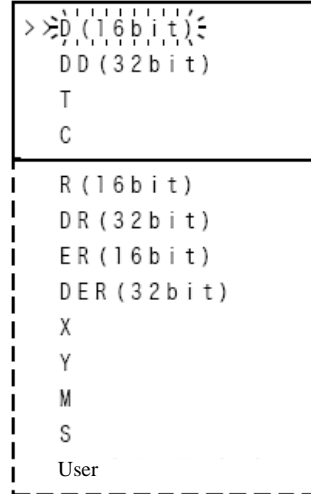 >>D(16bit)
DD(32bit)
T
C
R(16bit)
DR(32bit)
ER(16bit)
DER(32bit)
X
Y
M
S
User